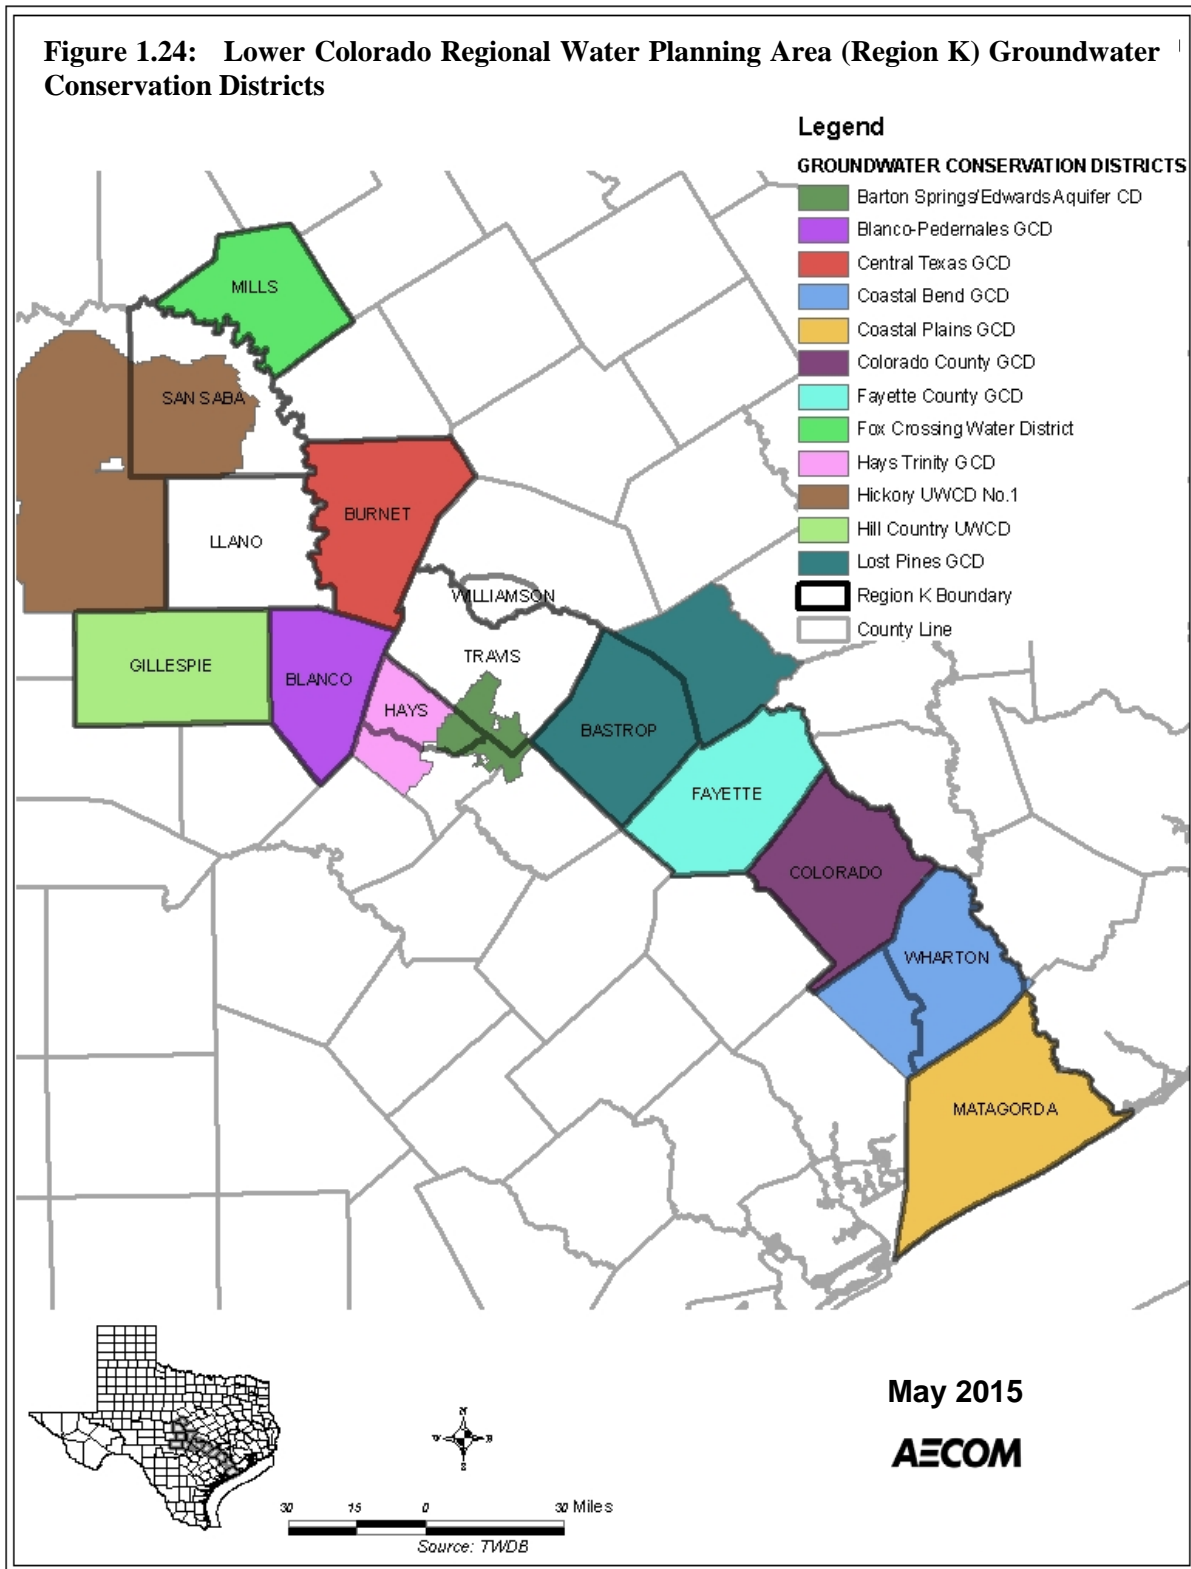 Figure 1.24: Lower Colorado Regional Water Planning Area (Region K) Groundwater
Conservation Districts
Legend
GROUNDWATER CONSERVATION DISTRICTS
Barton Springs/Edwards Aquifer CD
Blanco-Pedernales GCD
Central Texas GCD
Coastal Bend GCD
Coastal Plains GCD
Colorado County GCD
Fayette County GCD
Fox Crossing Water District
Hays Trinity GCD
Hickory UWCD No.1
Hill Country UWCD
Lost Pines GCD
Region K Boundary
County Line
MILLS
SAN SABA
BURNET
LLANO
WILLIAMSON
TRAVIS
GILLESPIE
BLANCO
HAYS
BASTROP
FAYETTE
COLORADO
WHARTON
MATAGORDA
May 2015
AECOM
N
W
E
S
30 15 0 30 Miles
Source: TWDB